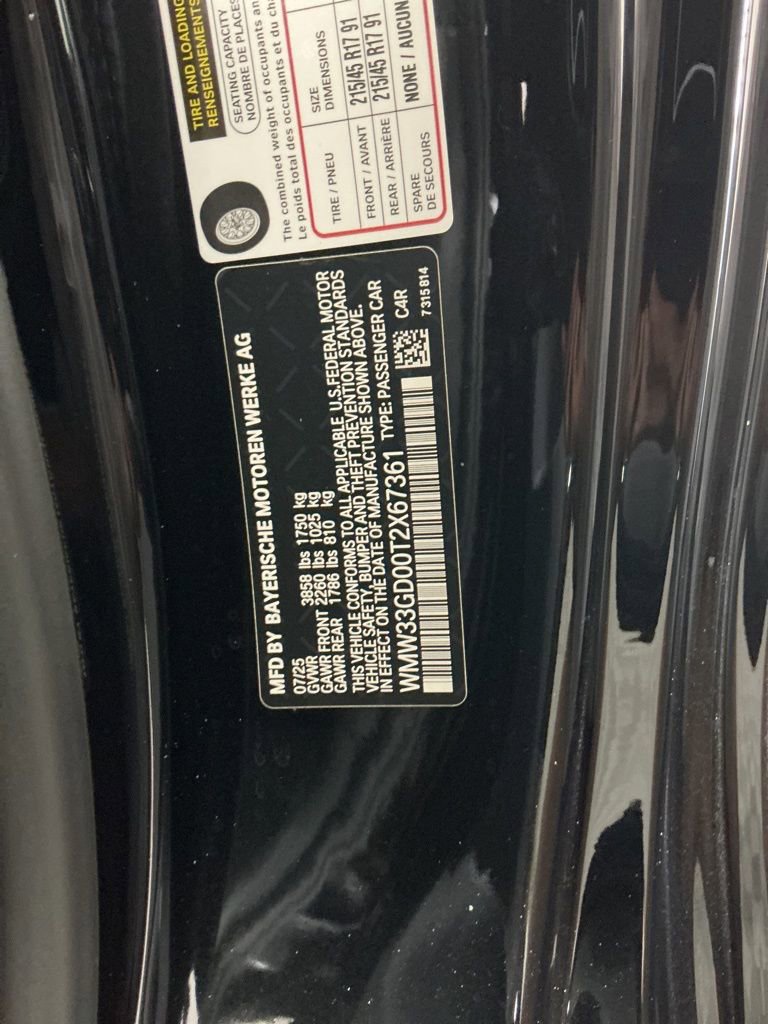 TIRE AND LOADING
RENSEIGNEMENTS
SEATING CAPACITY
NOMBRE DE PLACES
The combined weight of occupants an
Le poids total des occupants et du ch
TIRE / PNEU
SIZE
DIMENSIONS
FRONT / AVANT 215/45 R17 91
REAR / ARRIÈRE 215/45 R17 91
SPARE
DE SECOURS
NONE / AUCUN
MFD BY BAYERISCHE MOTOREN WERKE AG
07/25
GVWR 3858 lbs 1750 kg
GAWR FRONT 2260 lbs 1025 kg
GAWR REAR 1786 lbs 810 kg
THIS VEHICLE CONFORMS TO ALL APPLICABLE U.S.FEDERAL MOTOR
VEHICLE SAFETY, BUMPER AND THEFT PREVENTION STANDARDS
IN EFFECT ON THE DATE OF MANUFACTURE SHOWN ABOVE.
WMW33GD00T2X67361 TYPE: PASSENGER CAR
C4R
7 315 814